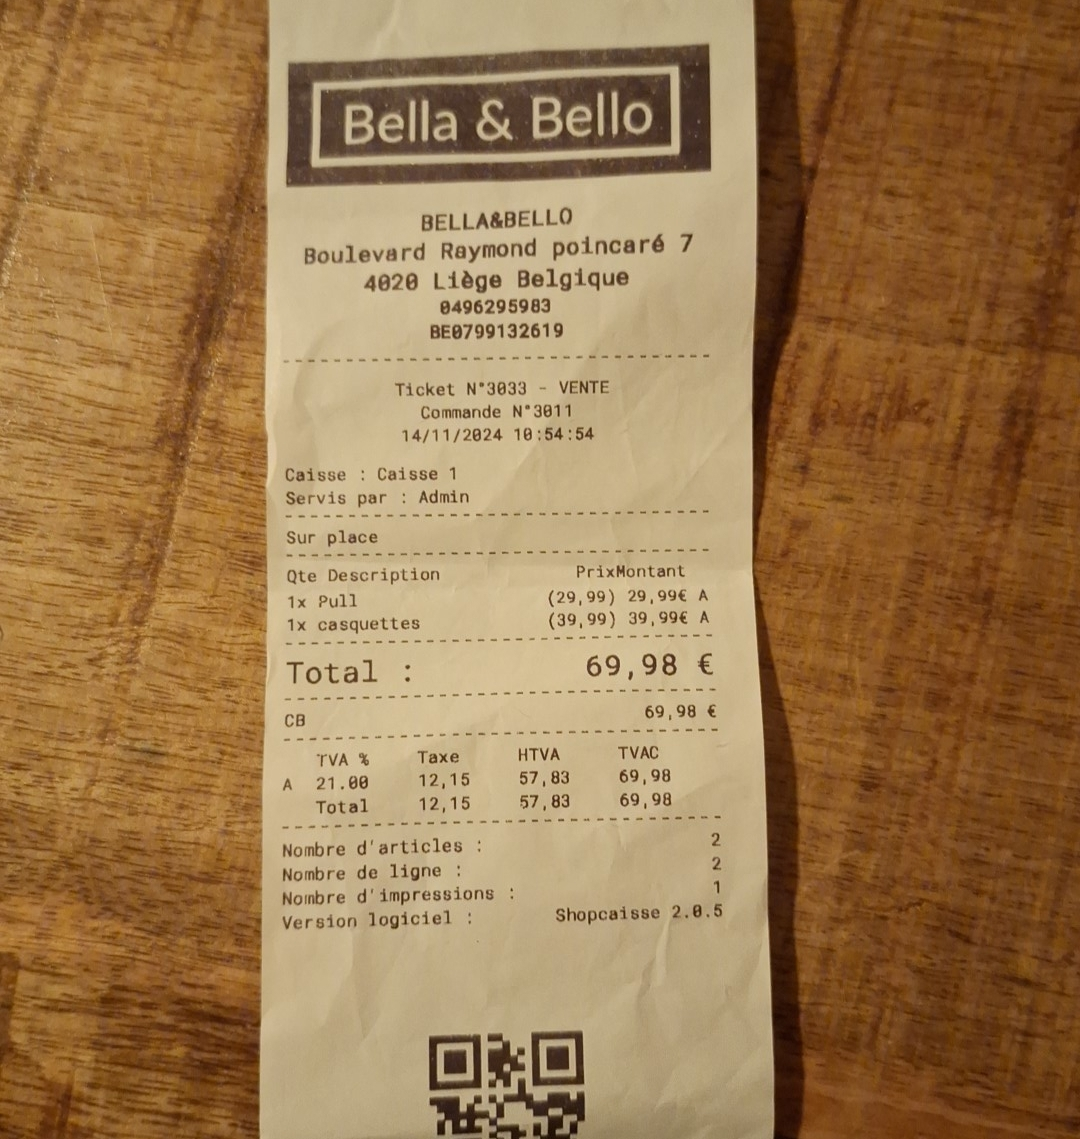 Bella & Bello
BELLA&BELLO
Boulevard Raymond poincaré 7
4020 Liège Belgique
0496295983
BE0799132619
Ticket N°3033 - VENTE
Commande N°3011
14/11/2024 10:54:54
Caisse : Caisse 1
Servis par : Admin
Sur place
Qte Description PrixMontant
1x Pull (29,99) 29,99€ A
1x casquettes (39,99) 39,99€ A
Total : 69,98 €
CB 69,98 €
TVA % Taxe HTVA TVAC
A 21.00 12,15 57,83 69,98
Total 12,15 57,83 69,98
Nombre d'articles : 2
Nombre de ligne : 2
Nombre d'impressions : 1
Version logiciel : Shopcaisse 2.0.5